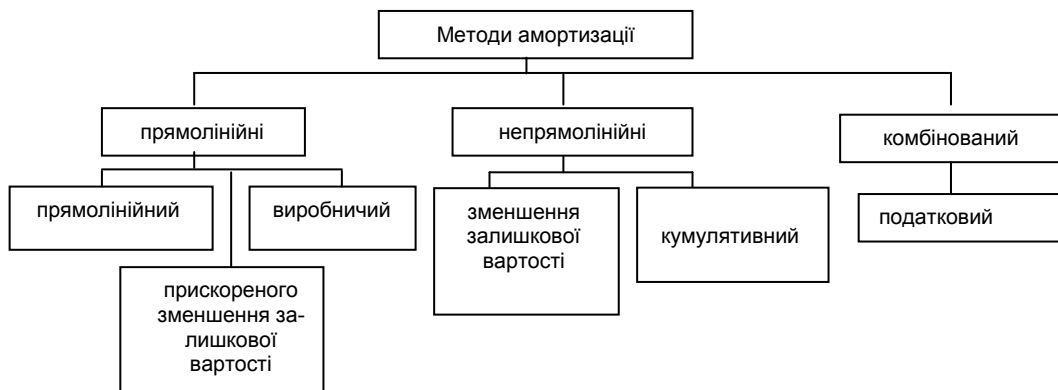 Методи амортизації
прямолінійні
непрямолінійні
комбінований
прямолінійний
виробничий
зменшення
залишкової
вартості
кумулятивний
податковий
прискореного
зменшення за-
лишкової
вартості